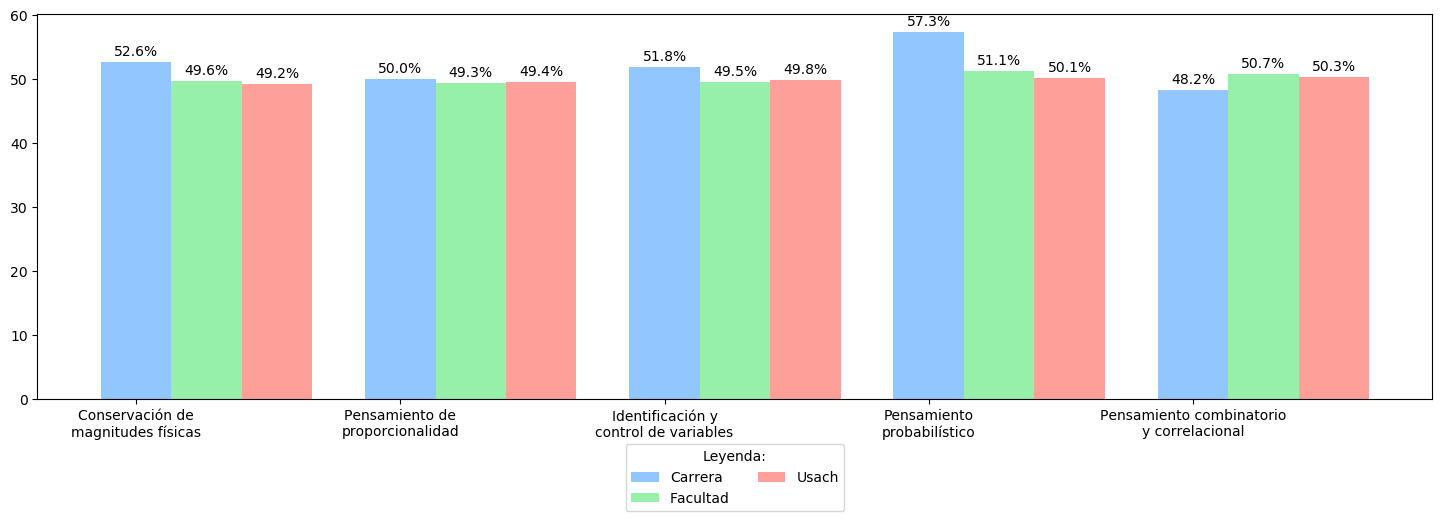 60
50
40
30
20
10
0
52.6%
49.6%
49.2%
50.0%
49.3%
49.4%
51.8%
49.5%
49.8%
57.3%
51.1%
50.1%
48.2%
50.7%
50.3%
Conservación de
magnitudes físicas
Pensamiento de
proporcionalidad
Identificación y
control de variables
Pensamiento
probabilístico
Pensamiento combinatorio
y correlacional
Leyenda:
Carrera
Facultad
Usach